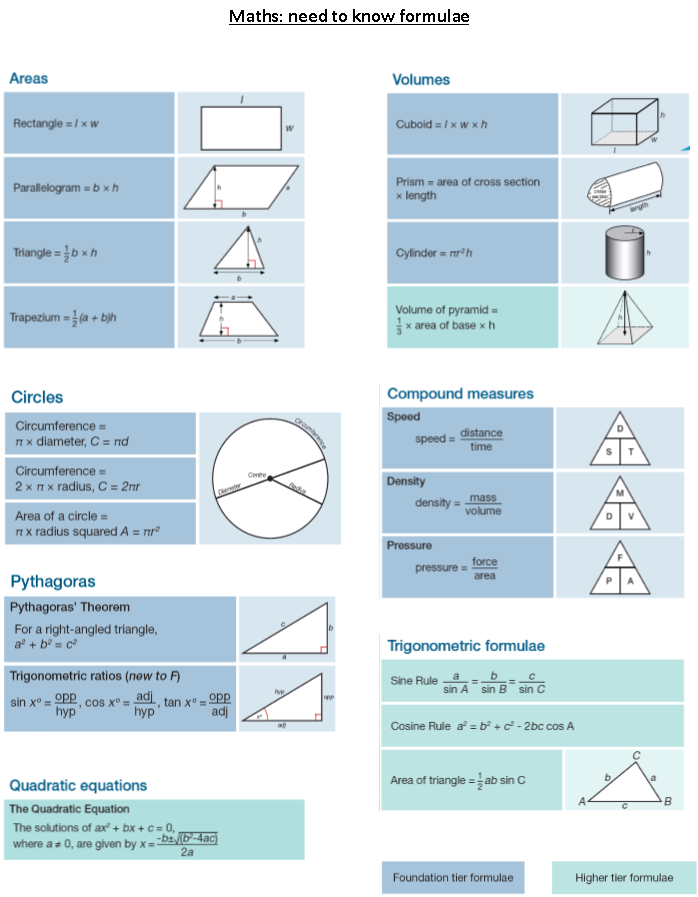 Maths: need to know formulae
Areas
Rectangle = l × w
l
w
Parallelogram = b × h
h
a
b
Triangle = 1/2 b × h
h
b
Trapezium = 1/2 (a + b)h
a
h
b
Volumes
Cuboid = l × w × h
h
w
l
Prism = area of cross section
× length
cross
section
length
Cylinder = πr²h
r
h
Volume of pyramid =
1/3 × area of base × h
h
Circles
Circumference =
π × diameter, C = πd
Circumference =
2 × π × radius, C = 2πr
Area of a circle =
π x radius squared A = πr²
Circumference
Centre
Diameter
Radius
Compound measures
Speed
speed = distance/time
D
S T
Density
density = mass/volume
M
D V
Pressure
pressure = force/area
F
P A
Pythagoras
Pythagoras' Theorem
For a right-angled triangle,
a² + b² = c²
c
b
a
Trigonometric ratios (new to F)
sin x° = opp/hyp, cos x° = adj/hyp, tan x° = opp/adj
hyp
opp
x°
adj
Trigonometric formulae
Sine Rule a/sin A = b/sin B = c/sin C
Cosine Rule a² = b² + c² - 2bc cos A
Area of triangle = 1/2 ab sin C
C
b
a
A
c
B
Quadratic equations
The Quadratic Equation
The solutions of ax² + bx + c = 0,
where a ≠ 0, are given by x = -b±√(b²-4ac)/2a
Foundation tier formulae
Higher tier formulae